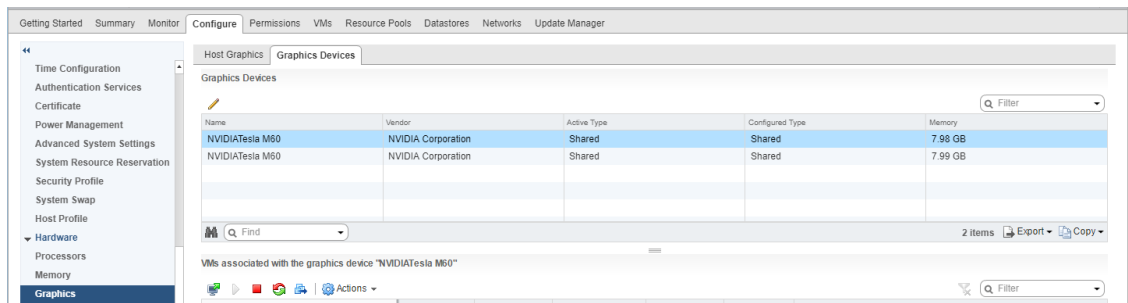 Getting Started Summary Monitor Configure Permissions VMs Resource Pools Datastores Networks Update Manager
Time Configuration
Authentication Services
Certificate
Power Management
Advanced System Settings
System Resource Reservation
Security Profile
System Swap
Host Profile
Hardware
Processors
Memory
Graphics
Host Graphics Graphics Devices
Graphics Devices
Filter
Name Vendor Active Type Configured Type Memory
NVIDIATesla M60 NVIDIA Corporation Shared Shared 7.98 GB
NVIDIATesla M60 NVIDIA Corporation Shared Shared 7.99 GB
Find 2 items Export Copy
VMs associated with the graphics device "NVIDIATesla M60"
Actions Filter